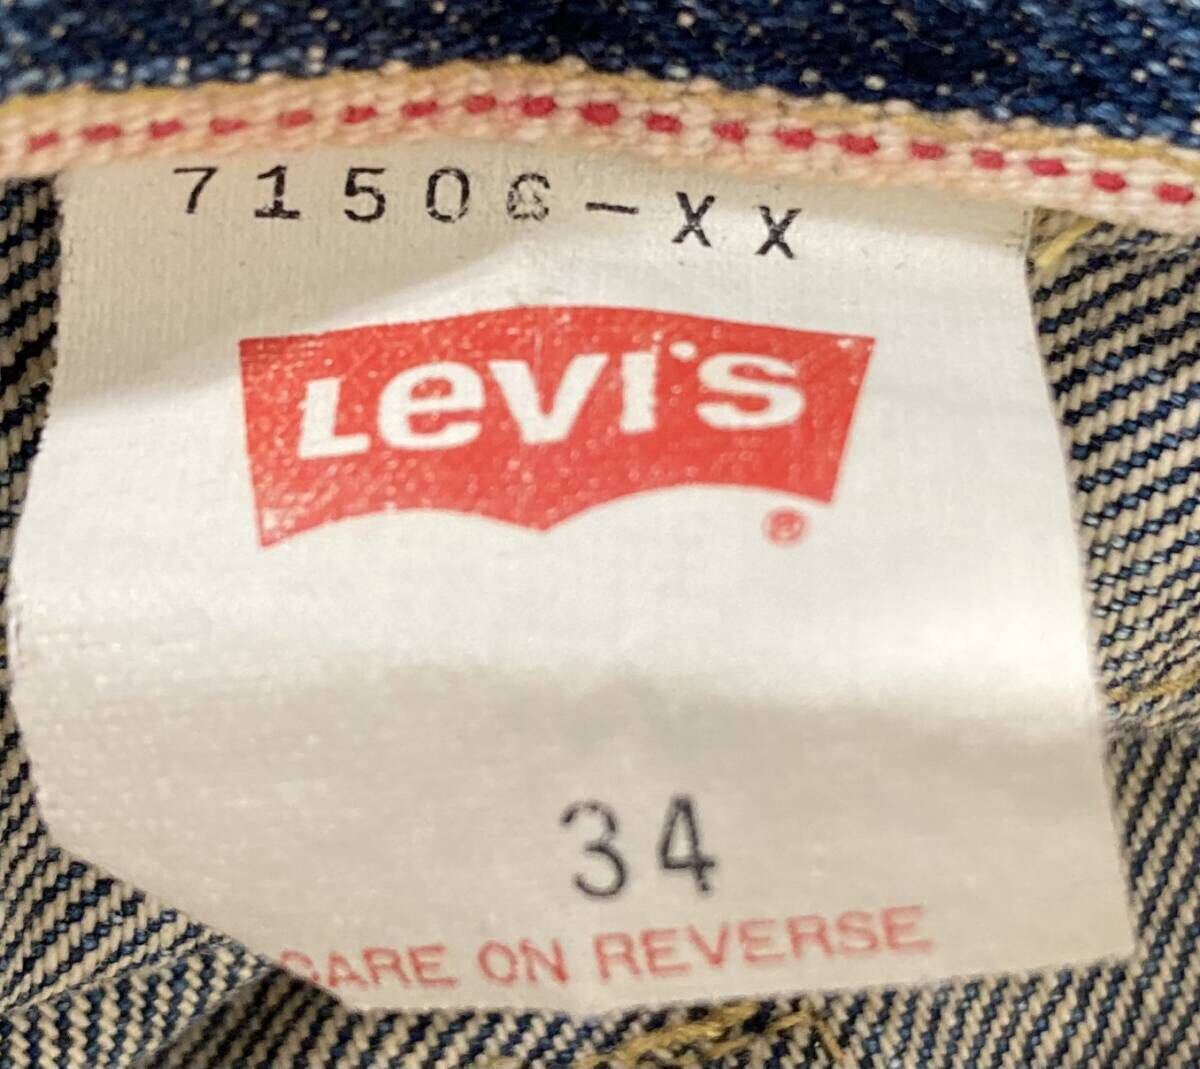 71506-XX
Levi's
®
34
CARE ON REVERSE